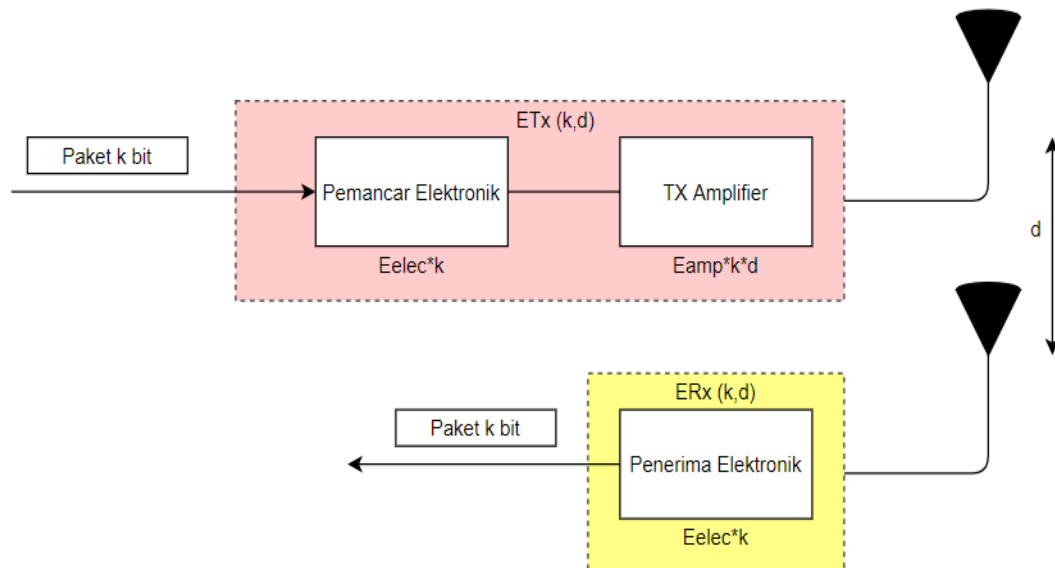 ETx (k,d)
Paket k bit
Pemancar Elektronik
TX Amplifier
Eelec*k
Eamp*k*d
d
ERx (k,d)
Paket k bit
Penerima Elektronik
Eelec*k